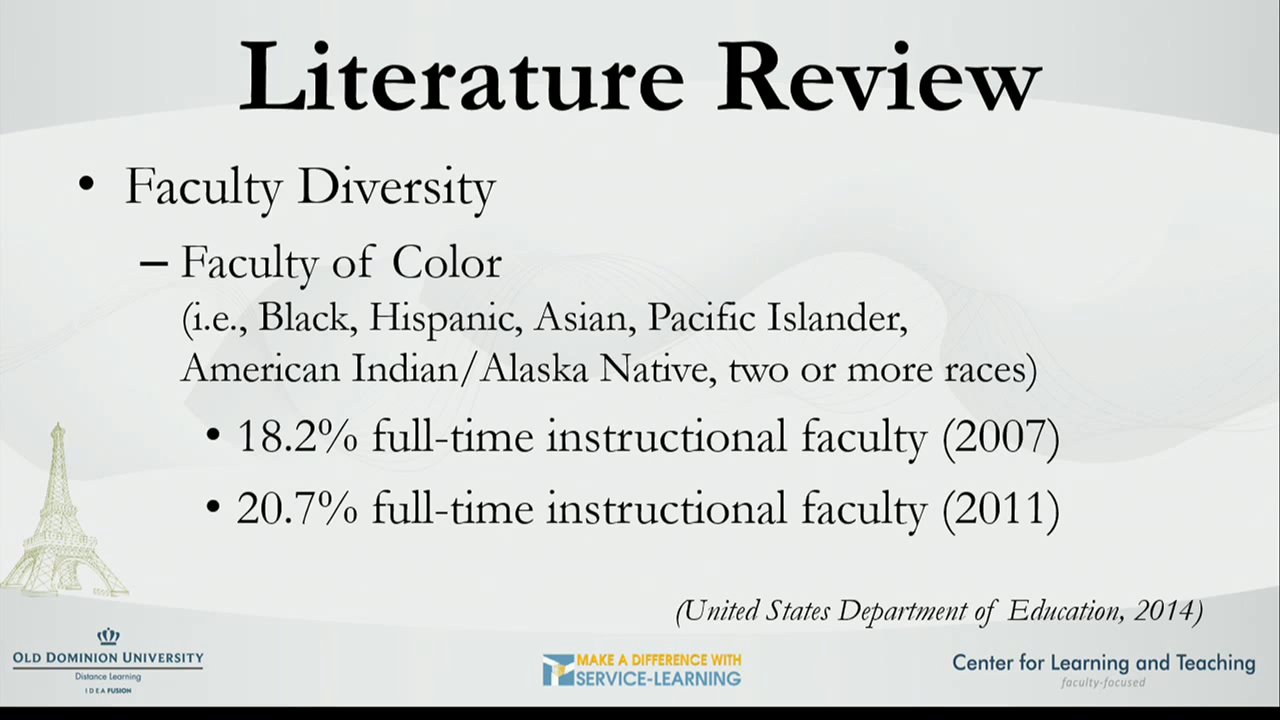 Literature Review
• Faculty Diversity
– Faculty of Color
(i.e., Black, Hispanic, Asian, Pacific Islander,
American Indian/Alaska Native, two or more races)
• 18.2% full-time instructional faculty (2007)
• 20.7% full-time instructional faculty (2011)
(United States Department of Education, 2014)
OLD DOMINION UNIVERSITY
Distance Learning
IDEA FUSION
MAKE A DIFFERENCE WITH
SERVICE-LEARNING
Center for Learning and Teaching
faculty-focused